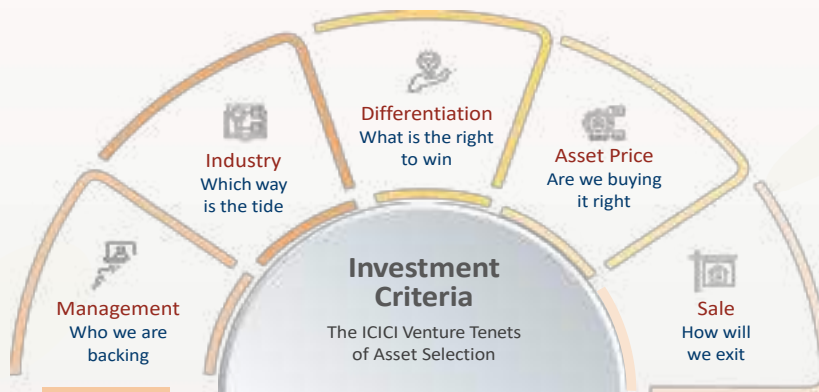 Management
Who we are
backing
Industry
Which way
is the tide
Differentiation
What is the right
to win
Asset Price
Are we buying
it right
Sale
How will
we exit
Investment
Criteria
The ICICI Venture Tenets
of Asset Selection